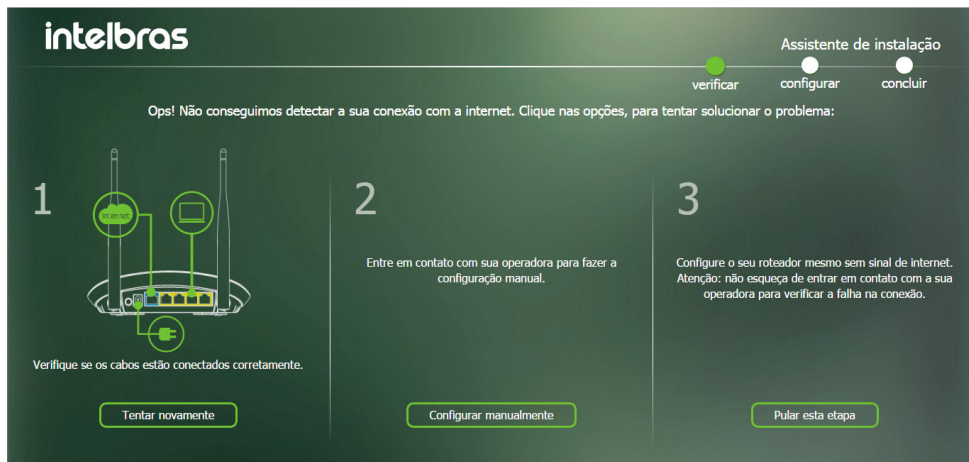 intelbras
Assistente de instalação
verificar
configurar
concluir
Ops! Não conseguimos detectar a sua conexão com a internet. Clique nas opções, para tentar solucionar o problema:
1
internet
Verifique se os cabos estão conectados corretamente.
Tentar novamente
2
Entre em contato com sua operadora para fazer a
configuração manual.
Configurar manualmente
3
Configure o seu roteador mesmo sem sinal de internet.
Atenção: não esqueça de entrar em contato com a sua
operadora para verificar a falha na conexão.
Pular esta etapa